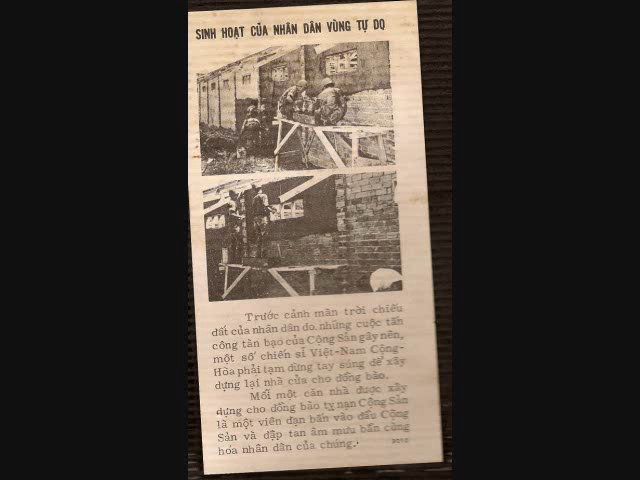 SINH HOẠT CỦA NHÂN DÂN VÙNG TỰ DO
Trước cảnh màn trời chiếu
đất của nhân dân do. những cuộc tấn
công tàn bạo của Cộng Sản gây nên,
một số chiến sĩ Việt-Nam Cộng-
Hòa phải tạm dừng tay súng để xây
dựng lại nhà của cho đồng bào.
Mỗi một căn nhà được xây
dựng cho đồng bào tỵ nạn Cộng Sản
là một viên đạn bắn vào đầu Cộng
Sản và đập tan âm mưu bần cùng
hóa nhân dân của chúng.